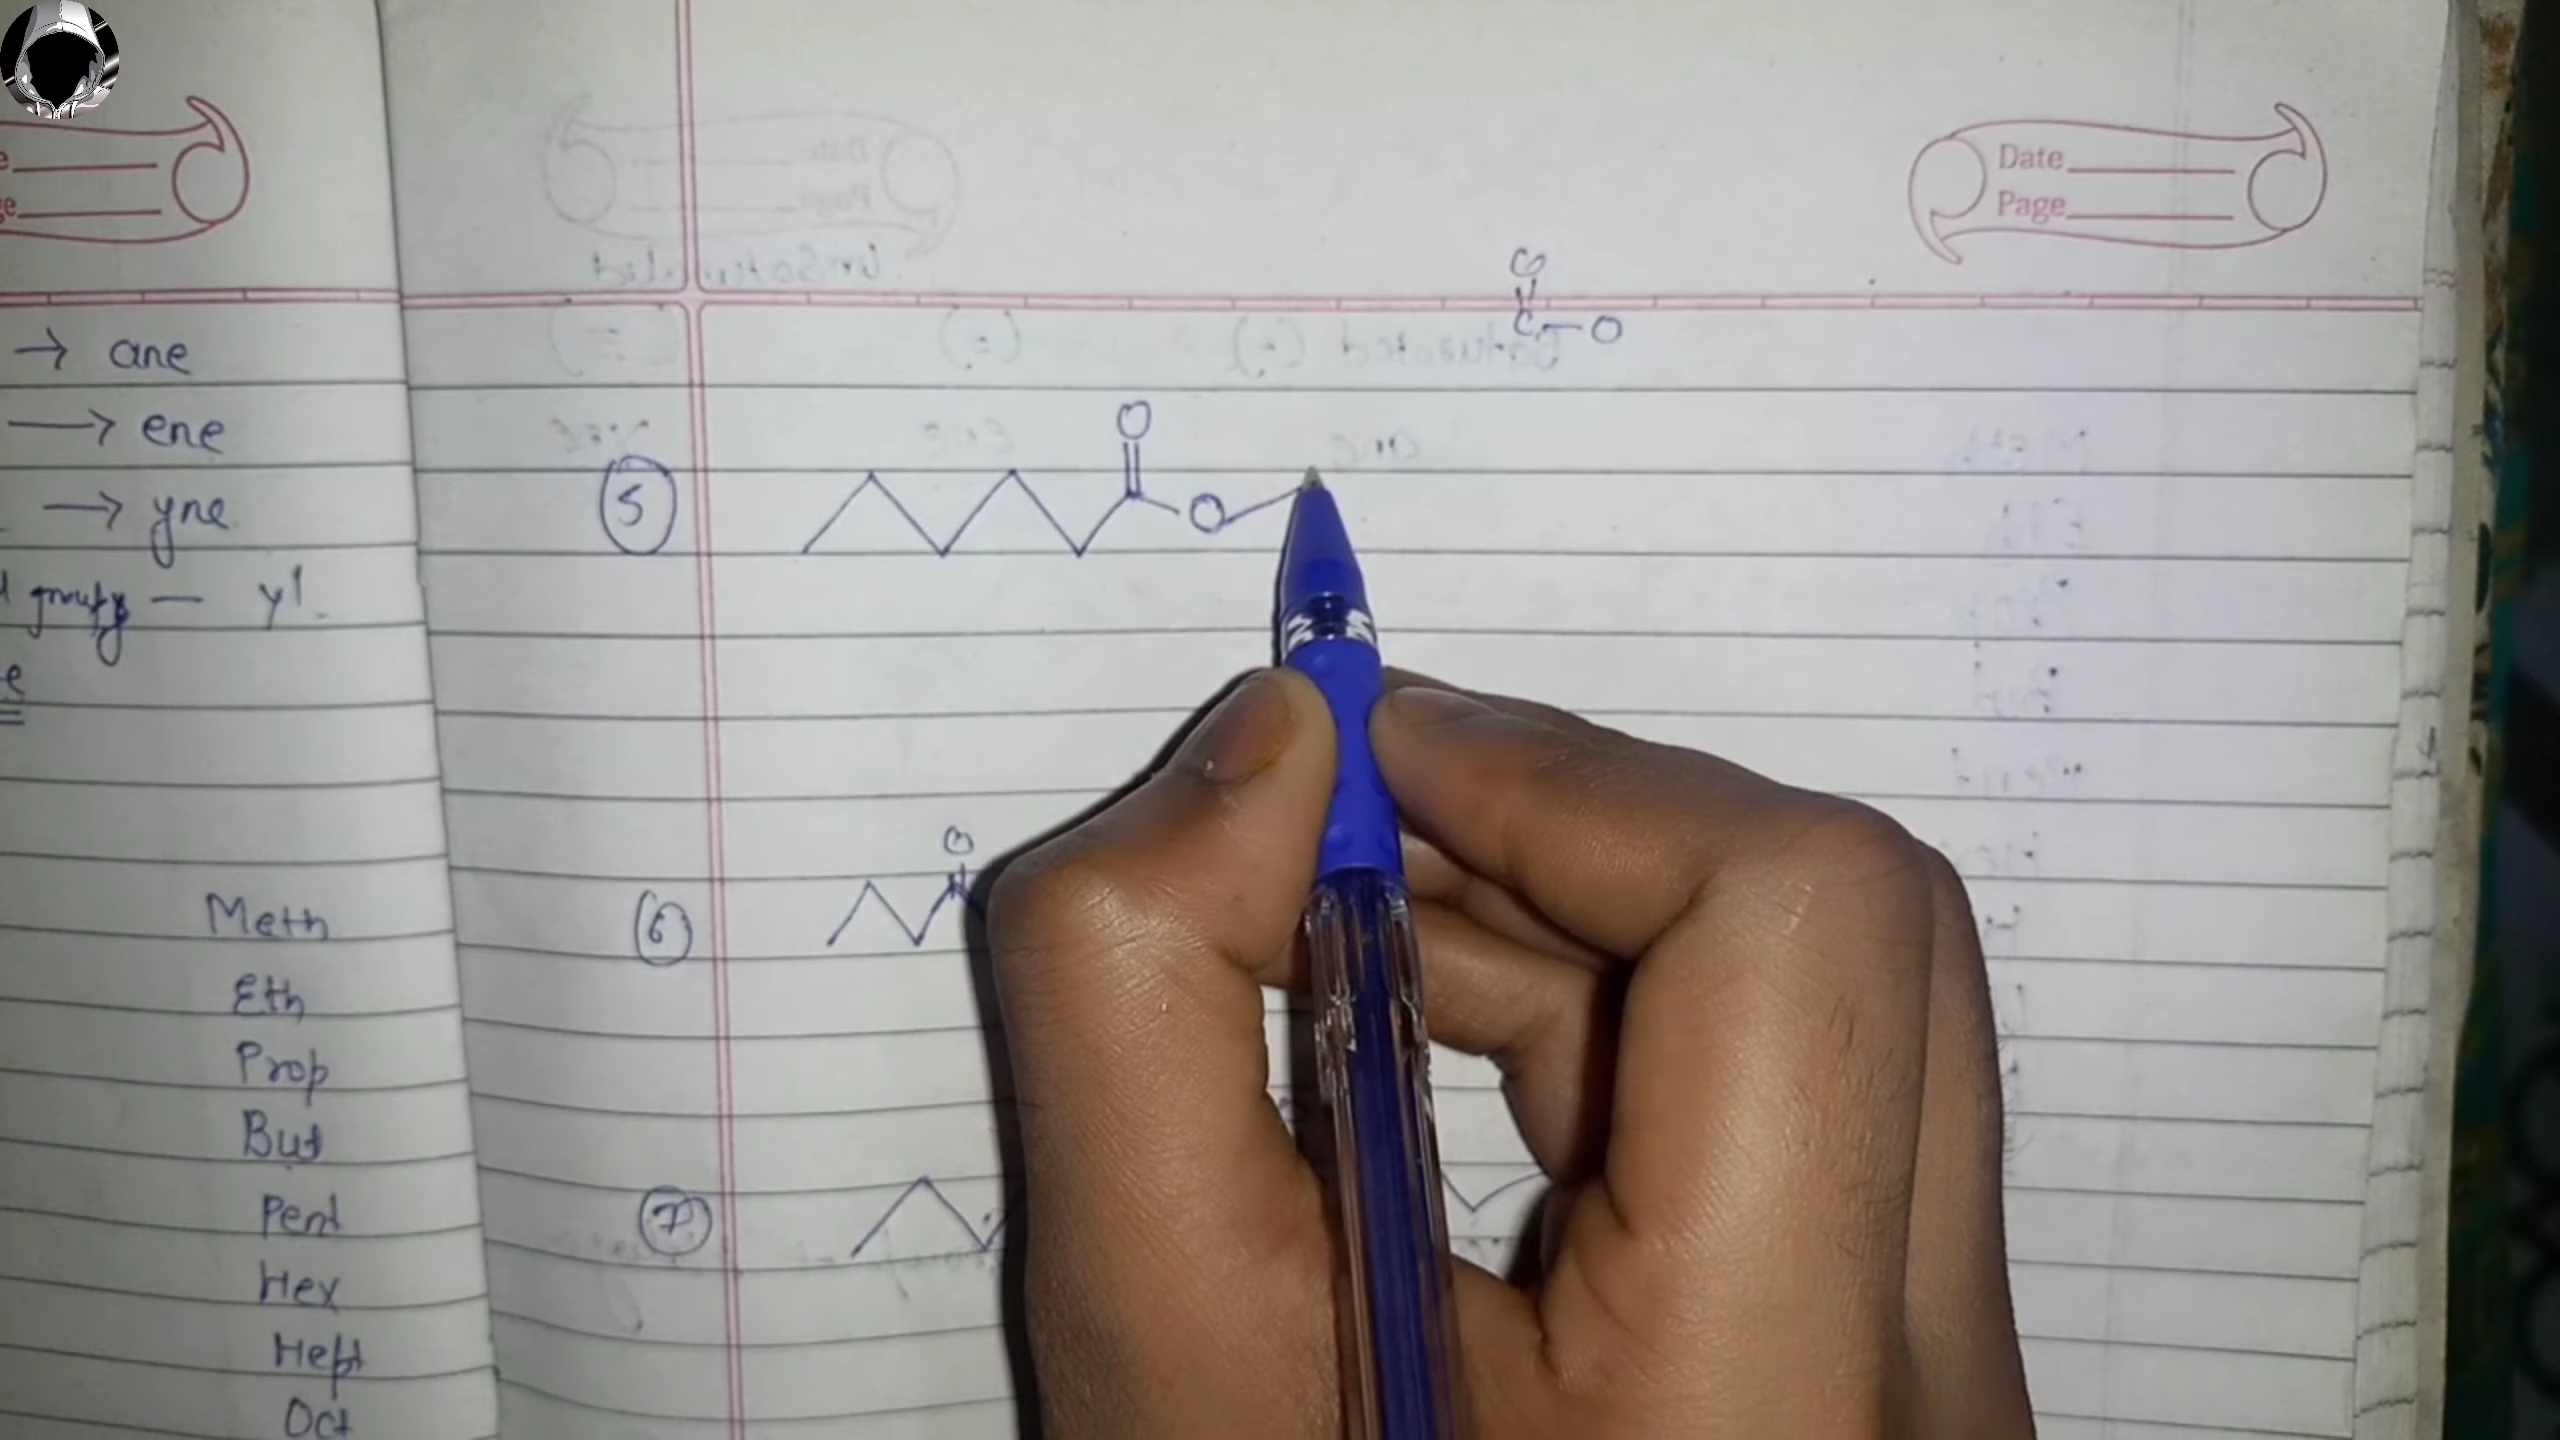 Date
Page
→ ane
→ ene
→ yne
groups — yl
Meth
Eth
Prop
But
Pent
Hex
Hept
Oct
Date
Page
O
C—O
O
5
O
O
6
7